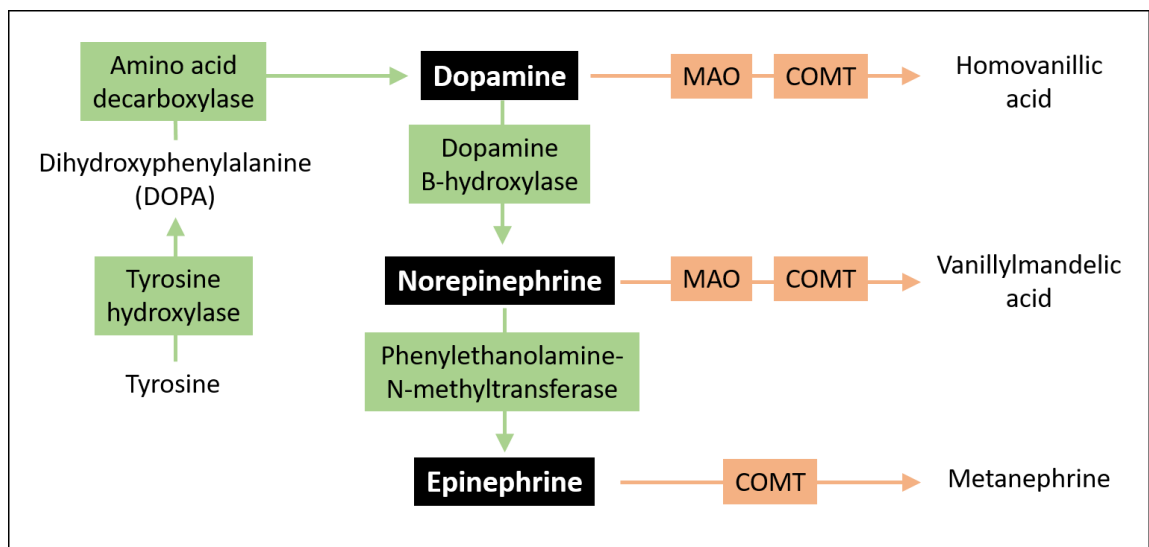 Amino acid
decarboxylase
Dopamine
MAO
COMT
Homovanillic
acid
Dihydroxyphenylalanine
(DOPA)
Dopamine
B-hydroxylase
Tyrosine
hydroxylase
Norepinephrine
MAO
COMT
Vanillylmandelic
acid
Tyrosine
Phenylethanolamine-
N-methyltransferase
Epinephrine
COMT
Metanephrine